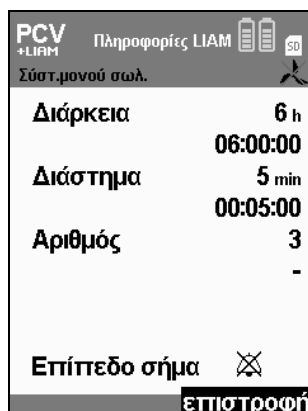 PCV Πληροφορίες LIAM SD
+LIAM
Σύστ.μονού σωλ.
Διάρκεια 6 h
06:00:00
Διάστημα 5 min
00:05:00
Αριθμός 3
-
Επίπεδο σήμα
επιστροφή